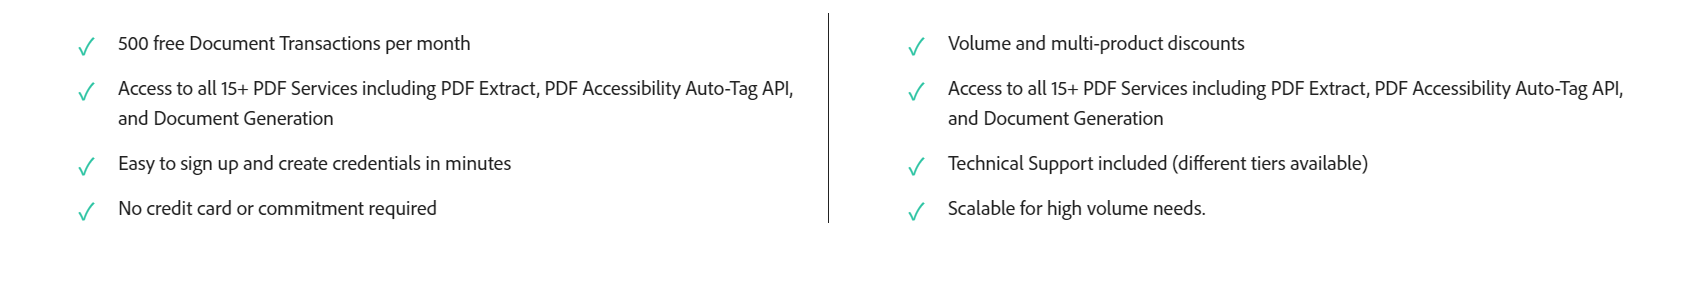 500 free Document Transactions per month
Access to all 15+ PDF Services including PDF Extract, PDF Accessibility Auto-Tag API,
and Document Generation
Easy to sign up and create credentials in minutes
No credit card or commitment required
Volume and multi-product discounts
Access to all 15+ PDF Services including PDF Extract, PDF Accessibility Auto-Tag API,
and Document Generation
Technical Support included (different tiers available)
Scalable for high volume needs.